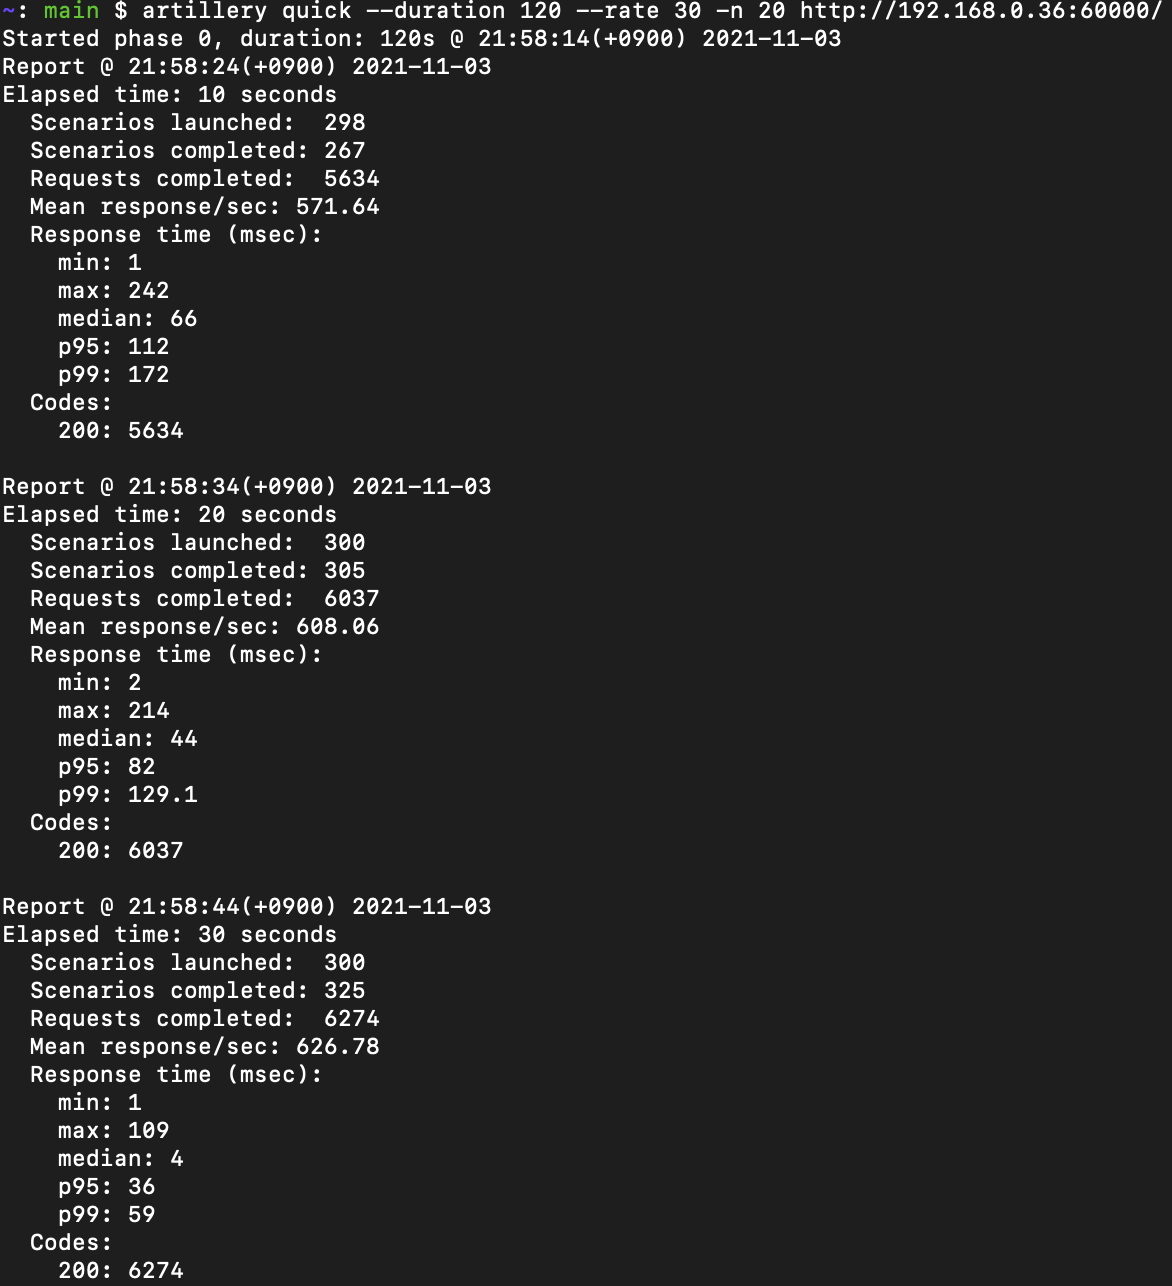 ~: main $ artillery quick --duration 120 --rate 30 -n 20 http://192.168.0.36:60000/
Started phase 0, duration: 120s @ 21:58:14(+0900) 2021-11-03
Report @ 21:58:24(+0900) 2021-11-03
Elapsed time: 10 seconds
  Scenarios launched:  298
  Scenarios completed: 267
  Requests completed:  5634
  Mean response/sec: 571.64
  Response time (msec):
    min: 1
    max: 242
    median: 66
    p95: 112
    p99: 172
  Codes:
    200: 5634

Report @ 21:58:34(+0900) 2021-11-03
Elapsed time: 20 seconds
  Scenarios launched:  300
  Scenarios completed: 305
  Requests completed:  6037
  Mean response/sec: 608.06
  Response time (msec):
    min: 2
    max: 214
    median: 44
    p95: 82
    p99: 129.1
  Codes:
    200: 6037

Report @ 21:58:44(+0900) 2021-11-03
Elapsed time: 30 seconds
  Scenarios launched:  300
  Scenarios completed: 325
  Requests completed:  6274
  Mean response/sec: 626.78
  Response time (msec):
    min: 1
    max: 109
    median: 4
    p95: 36
    p99: 59
  Codes:
    200: 6274